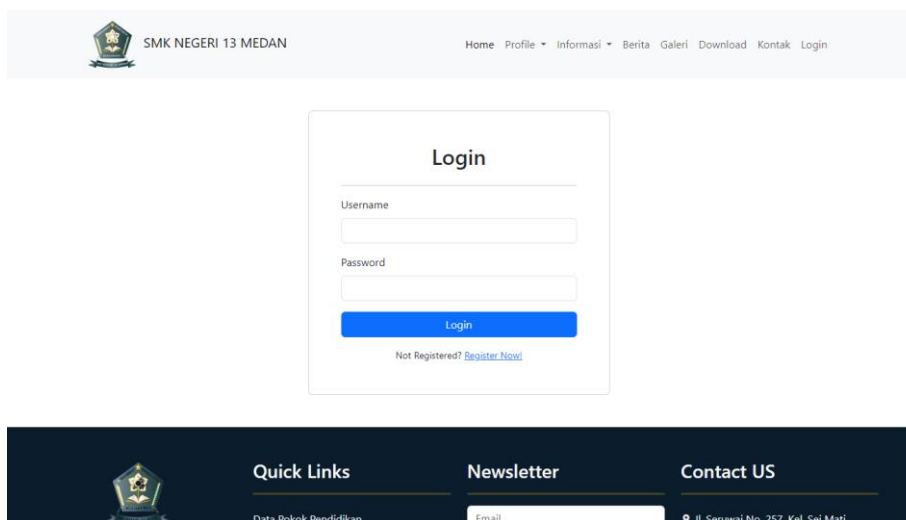 SMK NEGERI 13 MEDAN
Home Profile Informasi Berita Galeri Download Kontak Login
Login
Username
Password
Login
Not Registered? Register Now!
Quick Links
Newsletter
Contact US
Data Pokok Pendidikan
Email
Jl. Seruwai No. 257, Kel. Sei Mati